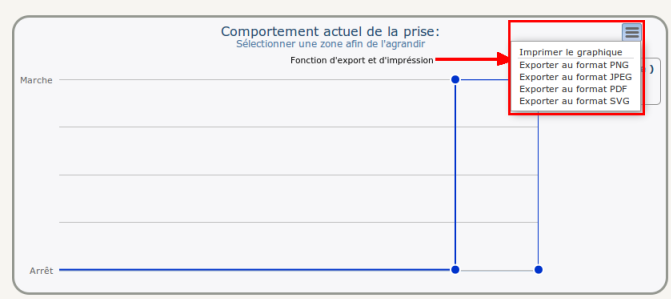 Comportement actuel de la prise:
Sélectionner une zone afin de l'agrandir
Fonction d'export et d'impréssion
Imprimer le graphique
Exporter au format PNG
Exporter au format JPEG
Exporter au format PDF
Exporter au format SVG
)
Marche
Arrêt